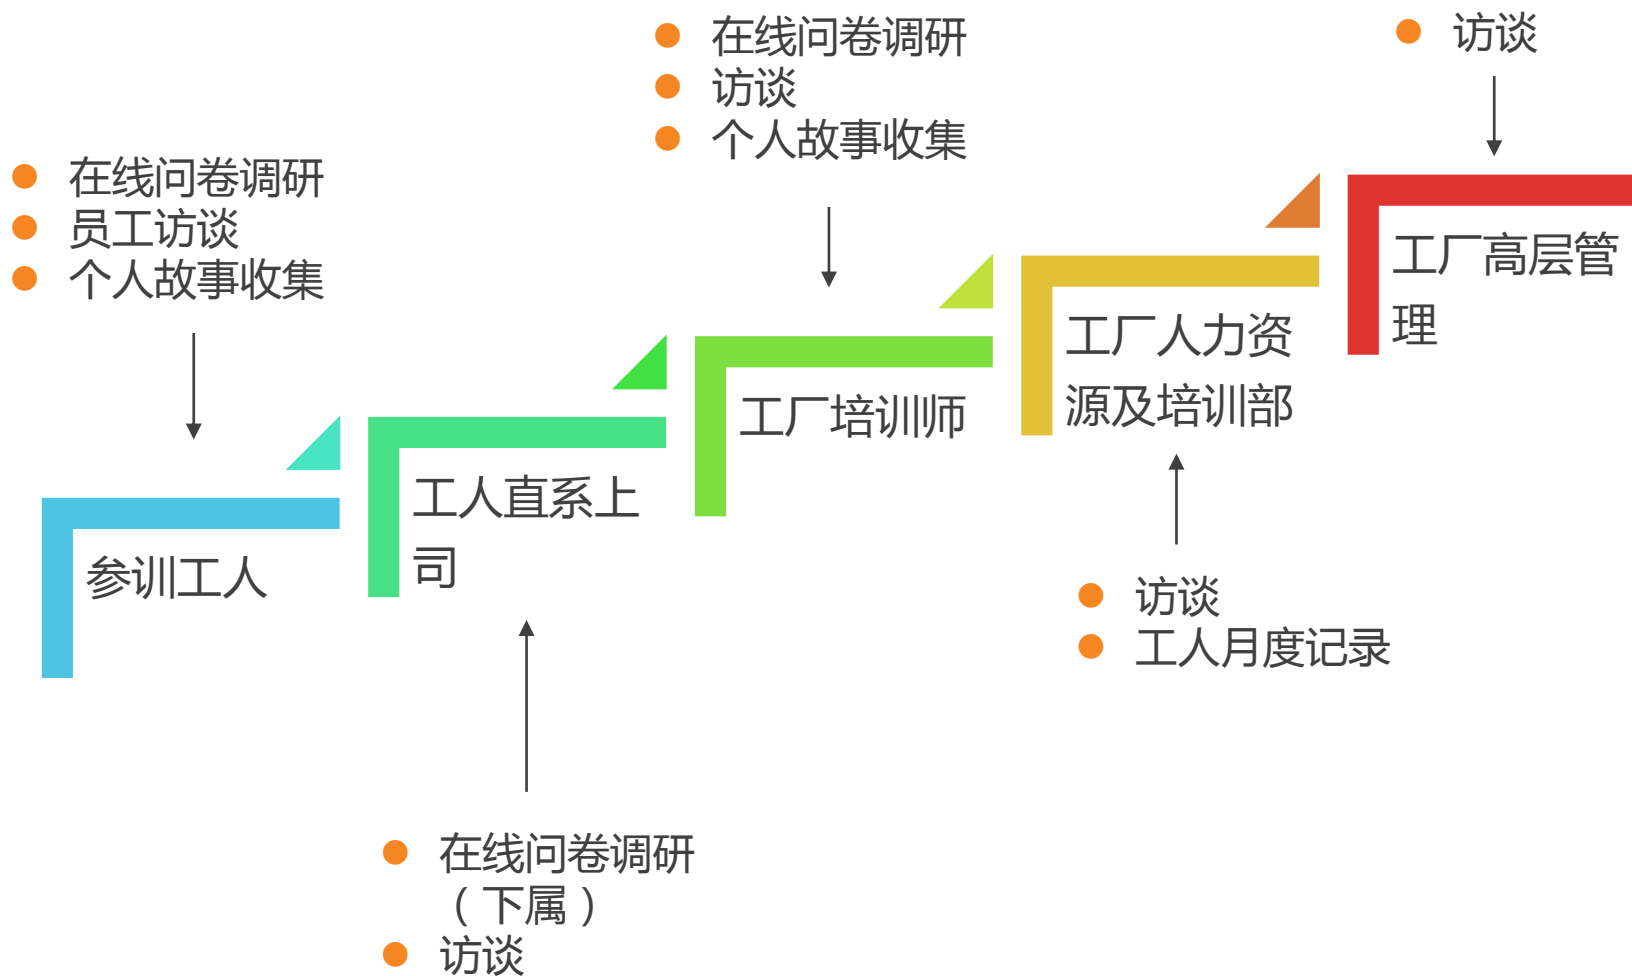 在线问卷调研
员工访谈
个人故事收集
参训工人
工人直系上
司
在线问卷调研
（下属）
访谈
在线问卷调研
访谈
个人故事收集
工厂培训师
工厂人力资
源及培训部
访谈
工人月度记录
访谈
工厂高层管
理